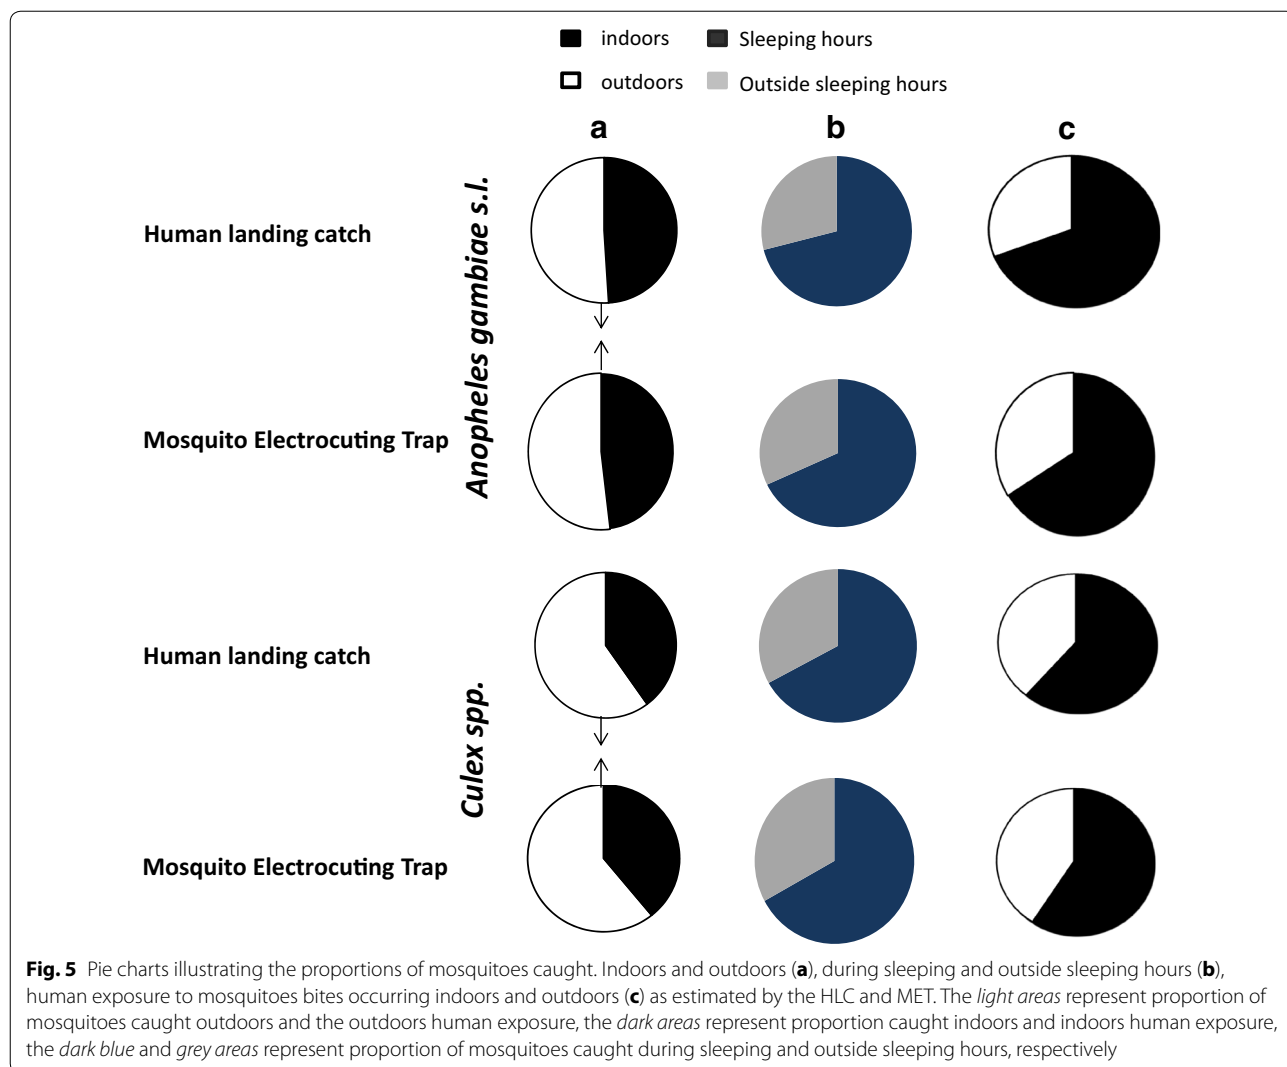 indoors Sleeping hours
outdoors Outside sleeping hours
a b c
Anopheles gambiae s.l.
Human landing catch
Mosquito Electrocuting Trap
Culex spp.
Human landing catch
Mosquito Electrocuting Trap
Fig. 5 Pie charts illustrating the proportions of mosquitoes caught. Indoors and outdoors (a), during sleeping and outside sleeping hours (b),
human exposure to mosquitoes bites occurring indoors and outdoors (c) as estimated by the HLC and MET. The light areas represent proportion of
mosquitoes caught outdoors and the outdoors human exposure, the dark areas represent proportion caught indoors and indoors human exposure,
the dark blue and grey areas represent proportion of mosquitoes caught during sleeping and outside sleeping hours, respectively